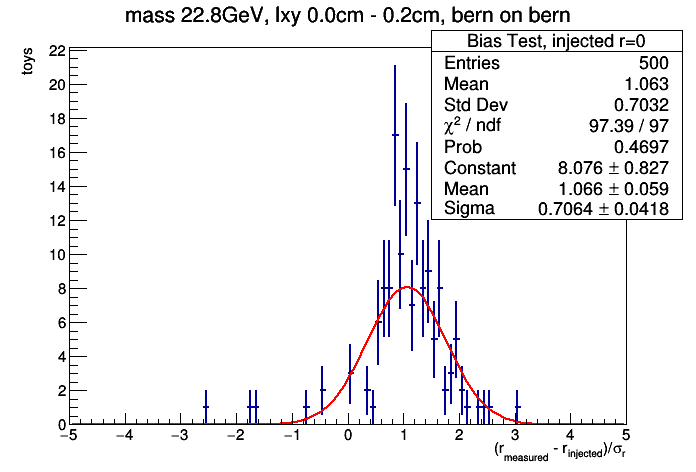 mass 22.8GeV, lxy 0.0cm - 0.2cm, bern on bern
Bias Test, injected r=0
Entries 500
Mean 1.063
Std Dev 0.7032
χ² / ndf 97.39 / 97
Prob 0.4697
Constant 8.076 ± 0.827
Mean 1.066 ± 0.059
Sigma 0.7064 ± 0.0418
toys
22
20
18
16
14
12
10
8
6
4
2
0
−5 −4 −3 −2 −1 0 1 2 3 4 5
(r_measured - r_injected)/σ_r